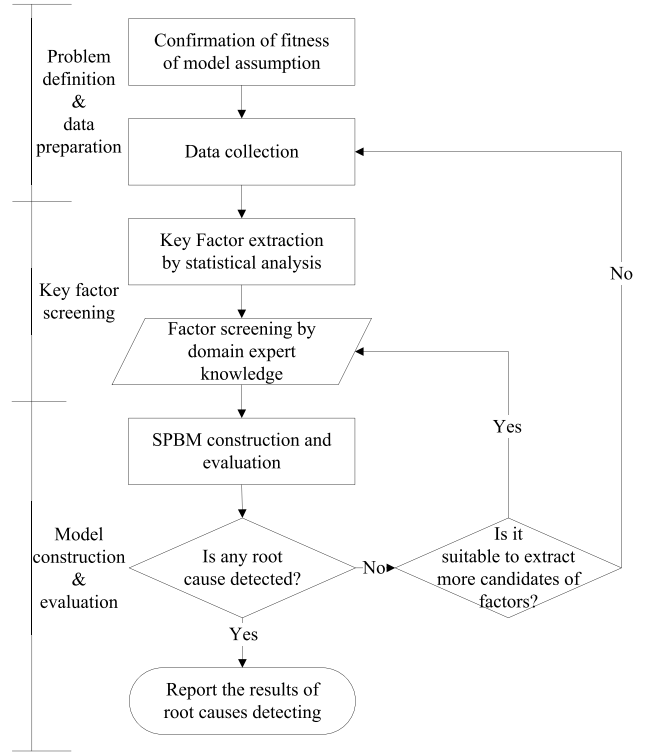 Problem
definition
&
data
preparation
Confirmation of fitness
of model assumption
Data collection
Key factor
screening
Key Factor extraction
by statistical analysis
No
Factor screening by
domain expert
knowledge
Yes
SPBM construction and
evaluation
Model
construction
&
evaluation
Is any root
cause detected?
No
Is it
suitable to extract
more candidates of
factors?
Yes
Report the results of
root causes detecting